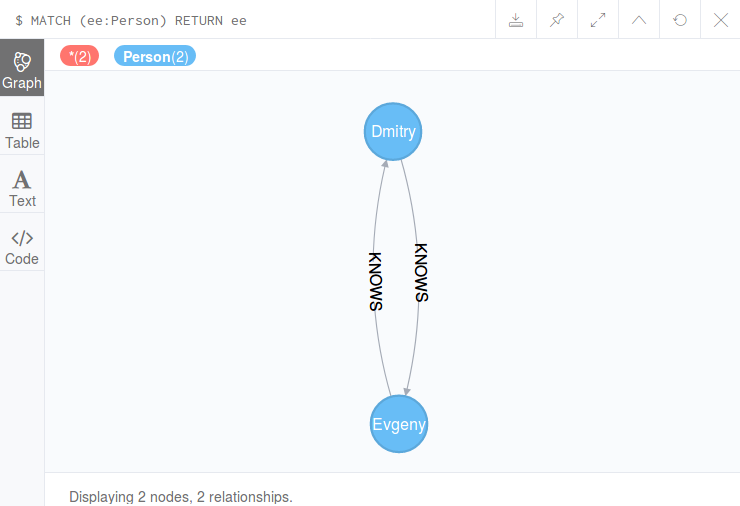 $ MATCH (ee:Person) RETURN ee
*(2) Person(2)
Graph
Table
Text
Code
Dmitry
KNOWS
KNOWS
Evgeny
Displaying 2 nodes, 2 relationships.